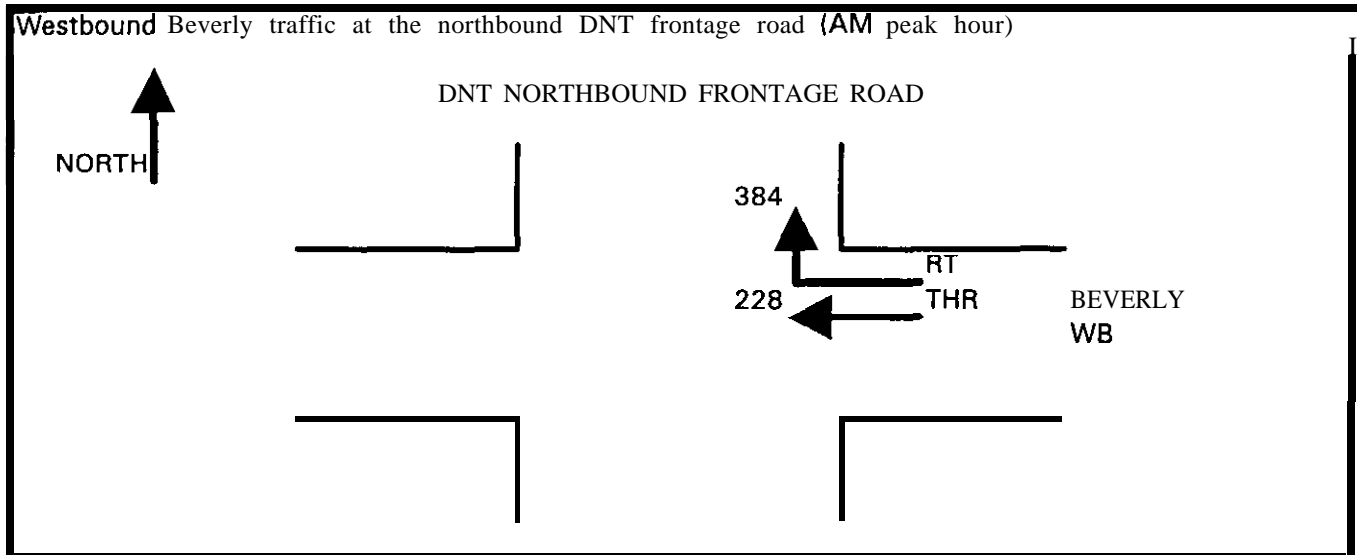 Westbound Beverly traffic at the northbound DNT frontage road (AM peak hour)
DNT NORTHBOUND FRONTAGE ROAD
NORTH
384
RT
228
THR
BEVERLY
WB